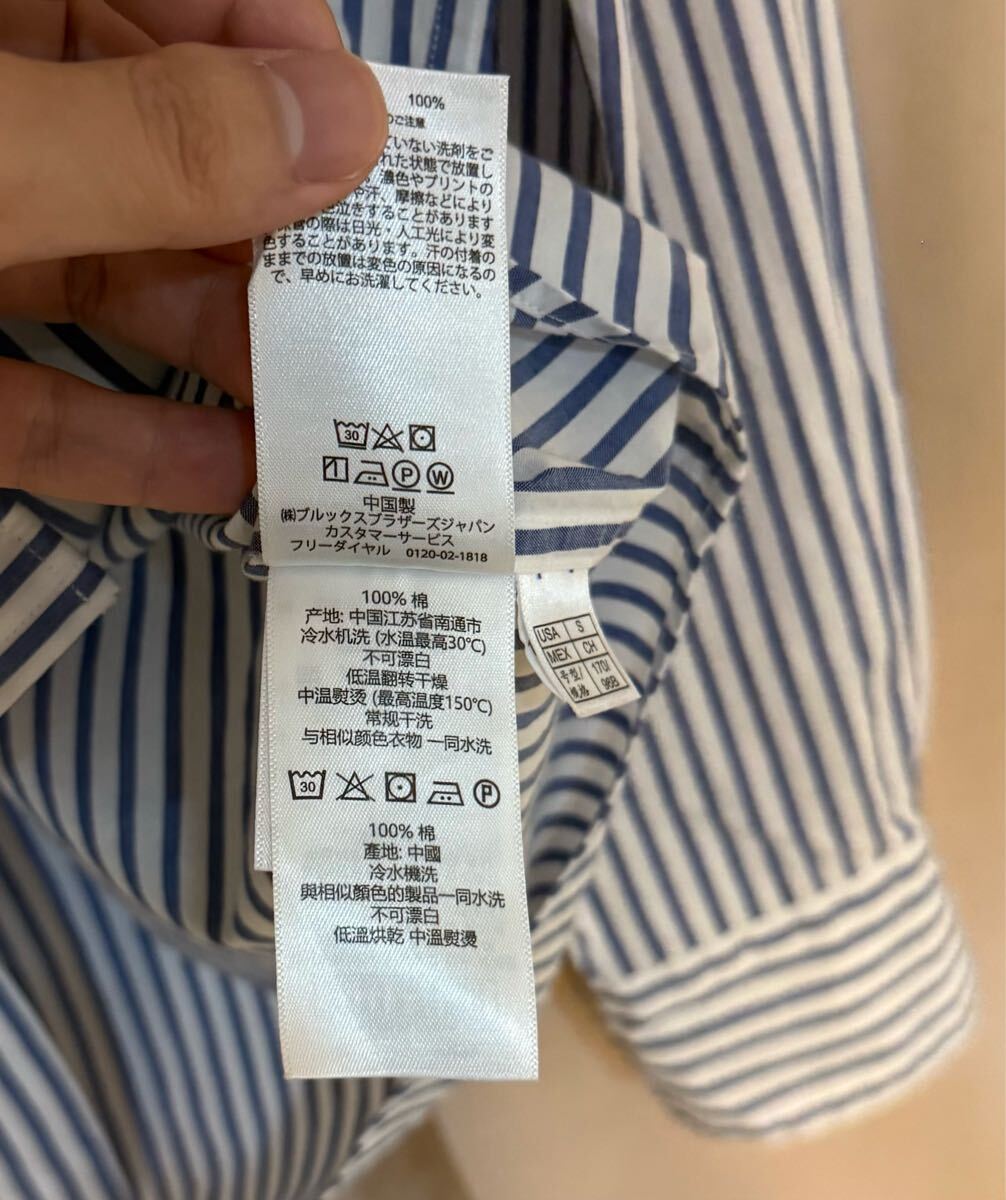 100%
のご注意
ていない洗剤をご
れた状態で放置し
濃色やプリントの
や汗、摩擦などにより
色泣きすることがあります
保管の際は日光・人工光により変
色することがあります。汗の付着の
ままでの放置は変色の原因になるの
で、早めにお洗濯してください。
30
P W
中国製
㈱ブルックスブラザーズジャパン
カスタマーサービス
フリーダイヤル 0120-02-1818
100% 棉
产地: 中国江苏省南通市
冷水机洗 (水温最高30℃)
不可漂白
低温翻转干燥
中温熨烫 (最高温度150℃)
常规干洗
与相似颜色衣物 一同水洗
30 P
100% 棉
產地: 中國
冷水機洗
與相似顏色的製品一同水洗
不可漂白
低溫烘乾 中溫熨燙
USA S
MEX CH
号型/ 170/
規格 96B